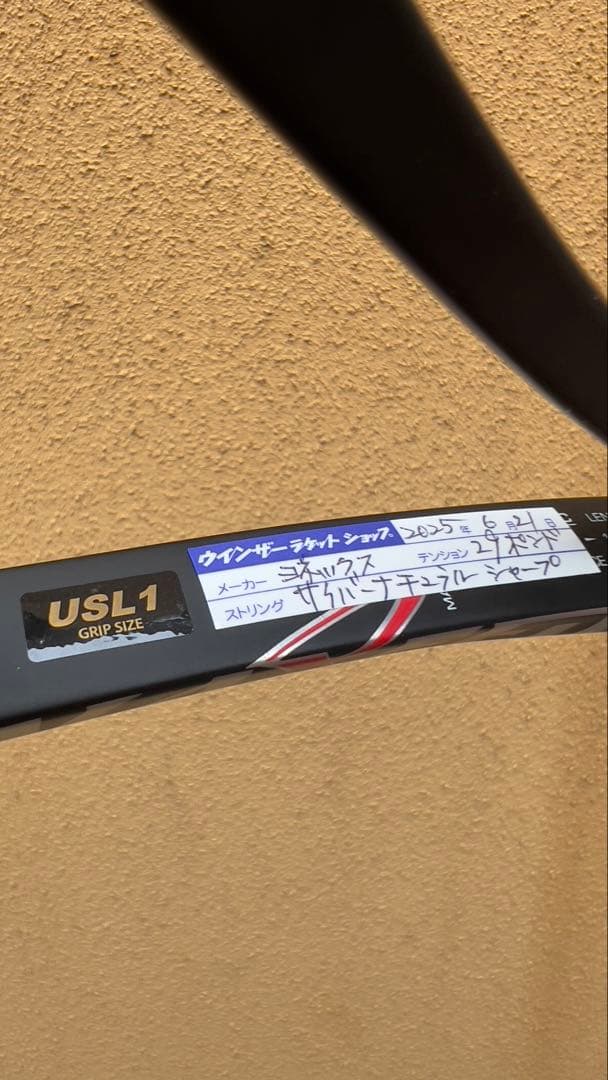 USL1
GRIP SIZE
ウインザーラケットショップ 2025年 6月21日
メーカー ヨネックス テンション 29ポンド
ストリング サイバーナチュラル シャープ
LEN